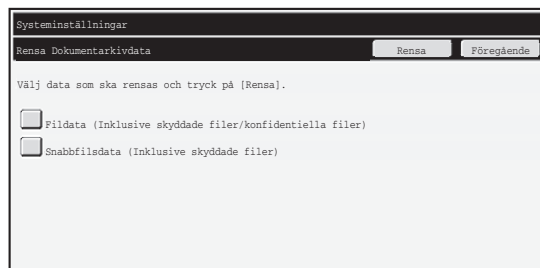 Systeminställningar
Rensa Dokumentarkivdata Rensa Föregående
Välj data som ska rensas och tryck på [Rensa].
Fildata (Inklusive skyddade filer/konfidentiella filer)
Snabbfilsdata (Inklusive skyddade filer)